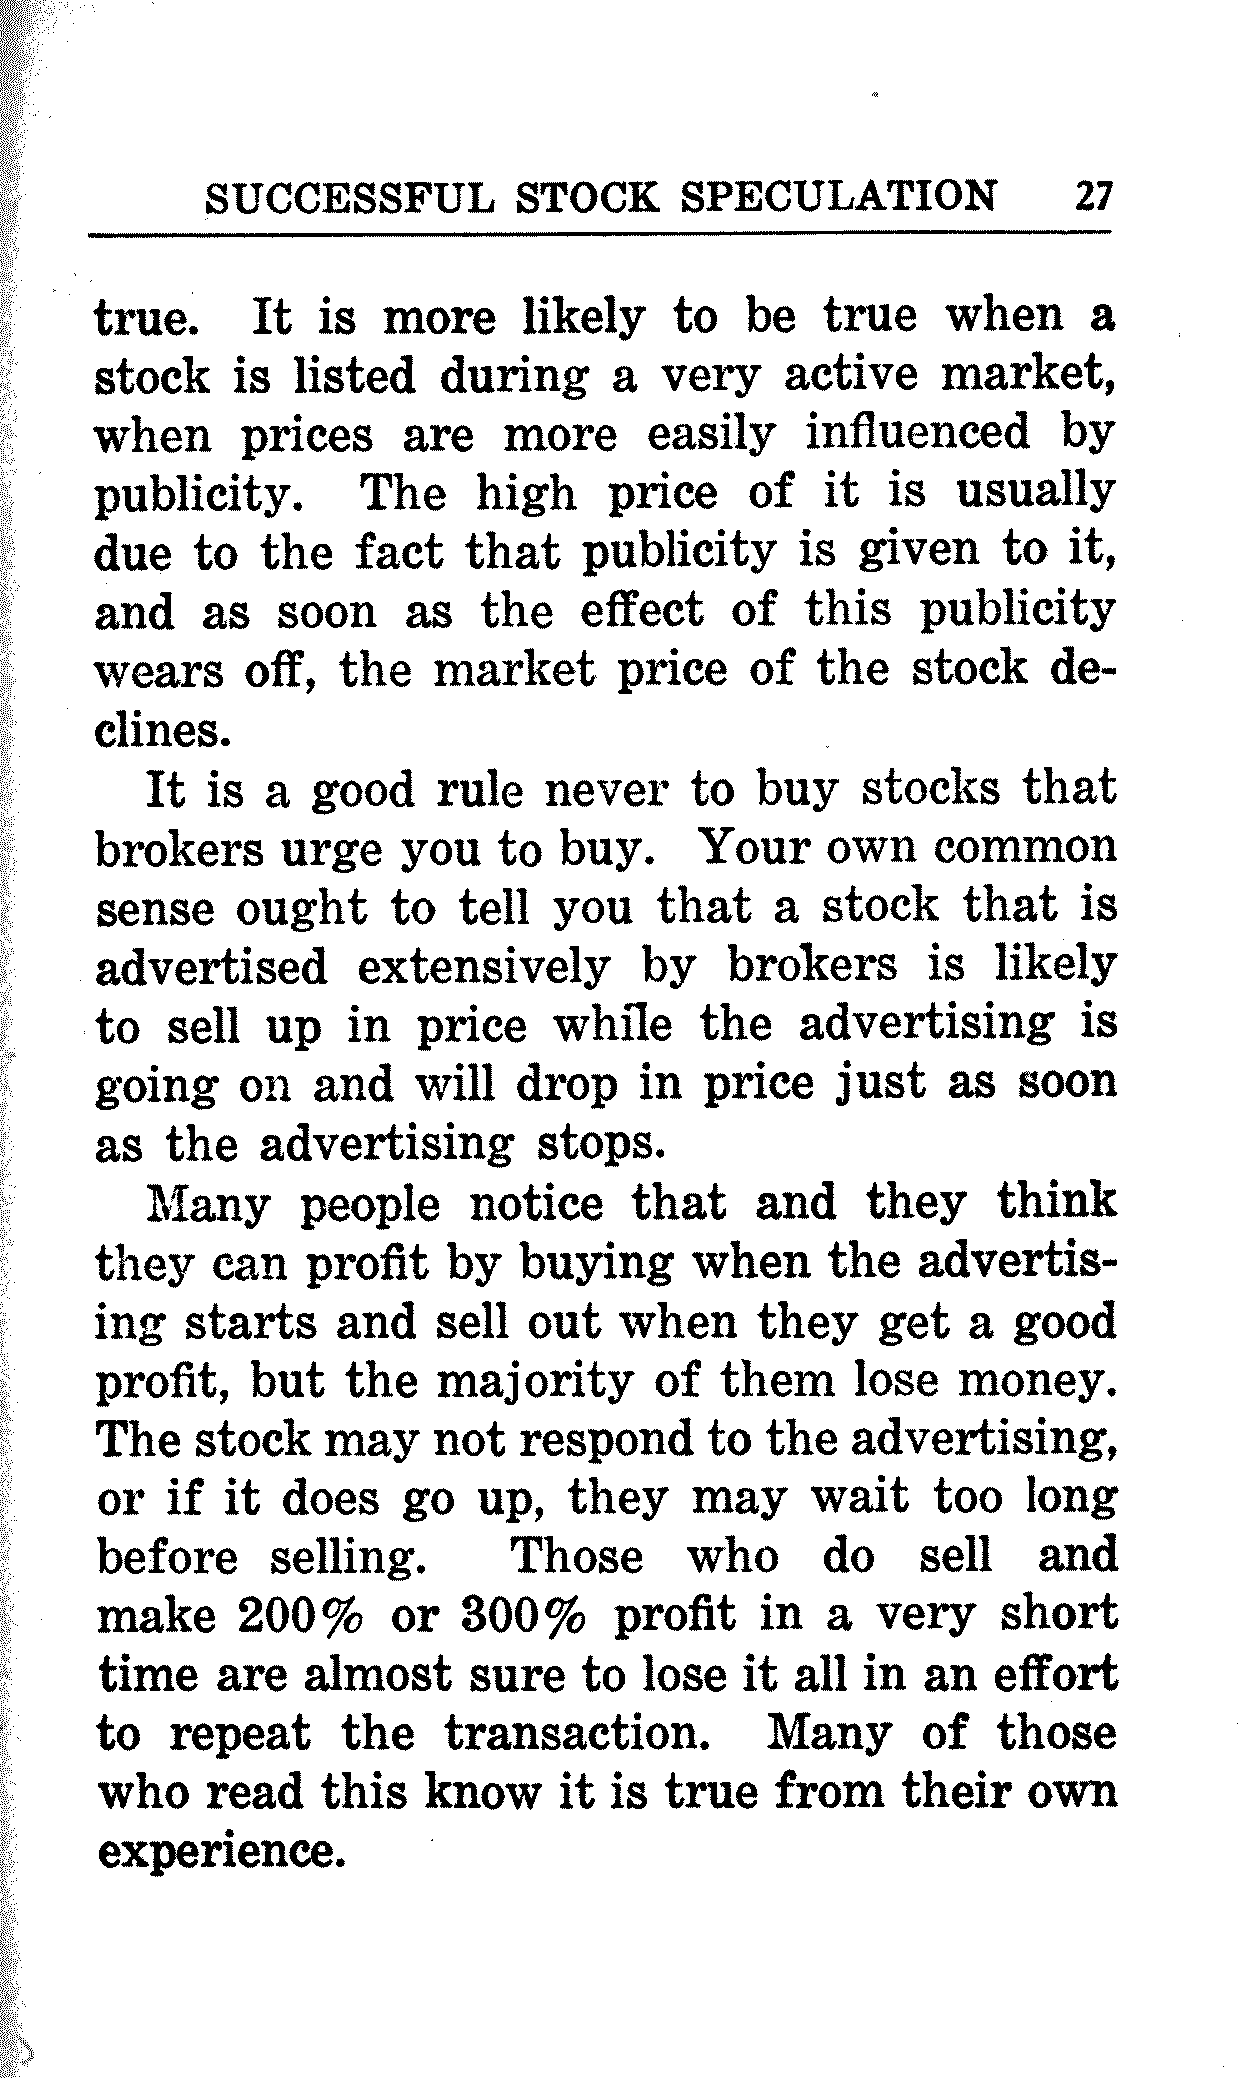 SUCCESSFUL STOCK SPECULATION 27
true. It is more likely to be true when a
stock is listed during a very active market,
when prices are more easily influenced by
publicity. The high price of it is usually
due to the fact that publicity is given to it,
and as soon as the effect of this publicity
wears off, the market price of the stock de-
clines.
It is a good rule never to buy stocks that
brokers urge you to buy. Your own common
sense ought to tell you that a stock that is
advertised extensively by brokers is likely
to sell up in price while the advertising is
going on and will drop in price just as soon
as the advertising stops.
Many people notice that and they think
they can profit by buying when the advertis-
ing starts and sell out when they get a good
profit, but the majority of them lose money.
The stock may not respond to the advertising,
or if it does go up, they may wait too long
before selling. Those who do sell and
make 200% or 300% profit in a very short
time are almost sure to lose it all in an effort
to repeat the transaction. Many of those
who read this know it is true from their own
experience.